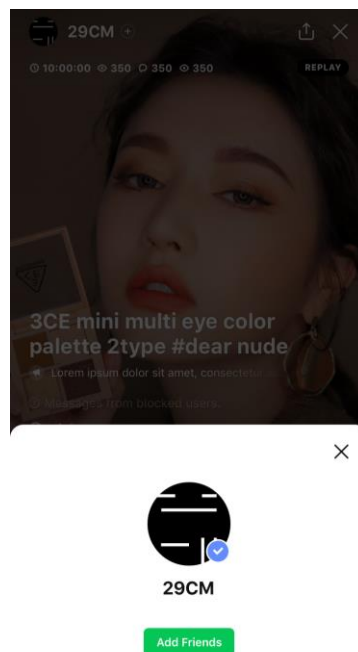 29CM
10:00:00 350 350 350
REPLAY
3CE mini multi eye color
palette 2type #dear nude
Lorem ipsum dolor sit amet, consectetur
Messages from blocked users.
29CM
Add Friends